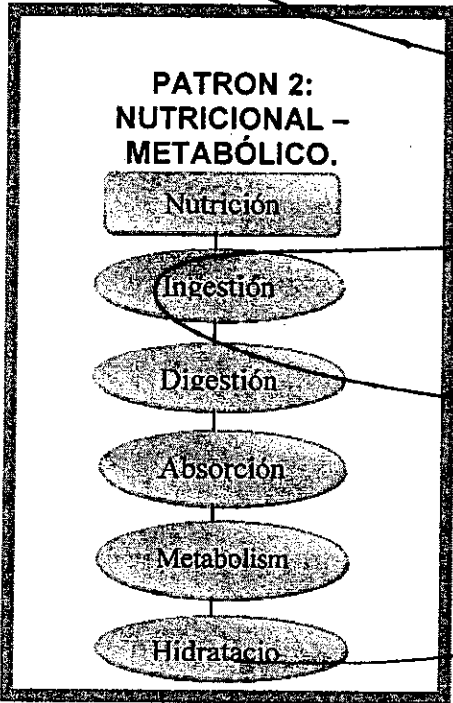 PATRON 2:
NUTRICIONAL –
METABÓLICO.
Nutrición
Ingestión
Digestión
Absorción
Metabolism
Hidratacio